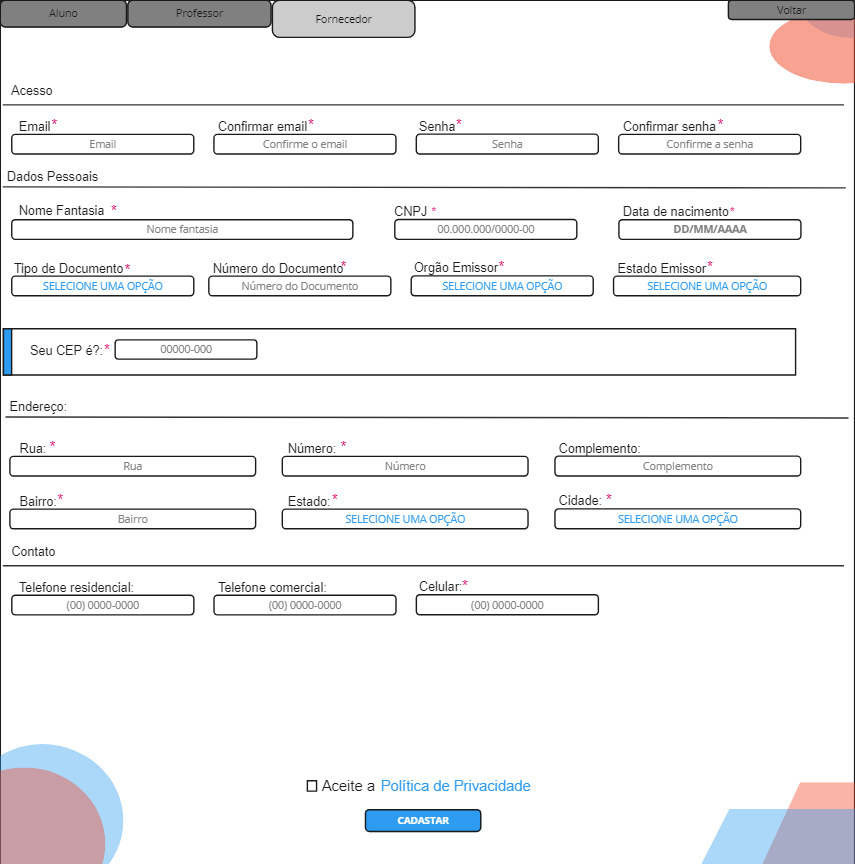 Aluno Professor Fornecedor Voltar
Acesso
Email* Confirmar email* Senha* Confirmar senha*
Email Confirme o email Senha Confirme a senha
Dados Pessoais
Nome Fantasia * CNPJ * Data de nacimento*
Nome fantasia 00.000.000/0000-00 DD/MM/AAAA
Tipo de Documento* Número do Documento* Orgão Emissor* Estado Emissor*
SELECIONE UMA OPÇÃO Número do Documento SELECIONE UMA OPÇÃO SELECIONE UMA OPÇÃO
Seu CEP é?:* 00000-000
Endereço:
Rua: * Número: * Complemento:
Rua Número Complemento
Bairro:* Estado:* Cidade: *
Bairro SELECIONE UMA OPÇÃO SELECIONE UMA OPÇÃO
Contato
Telefone residencial: Telefone comercial: Celular:*
(00) 0000-0000 (00) 0000-0000 (00) 0000-0000
Aceite a Política de Privacidade
CADASTAR